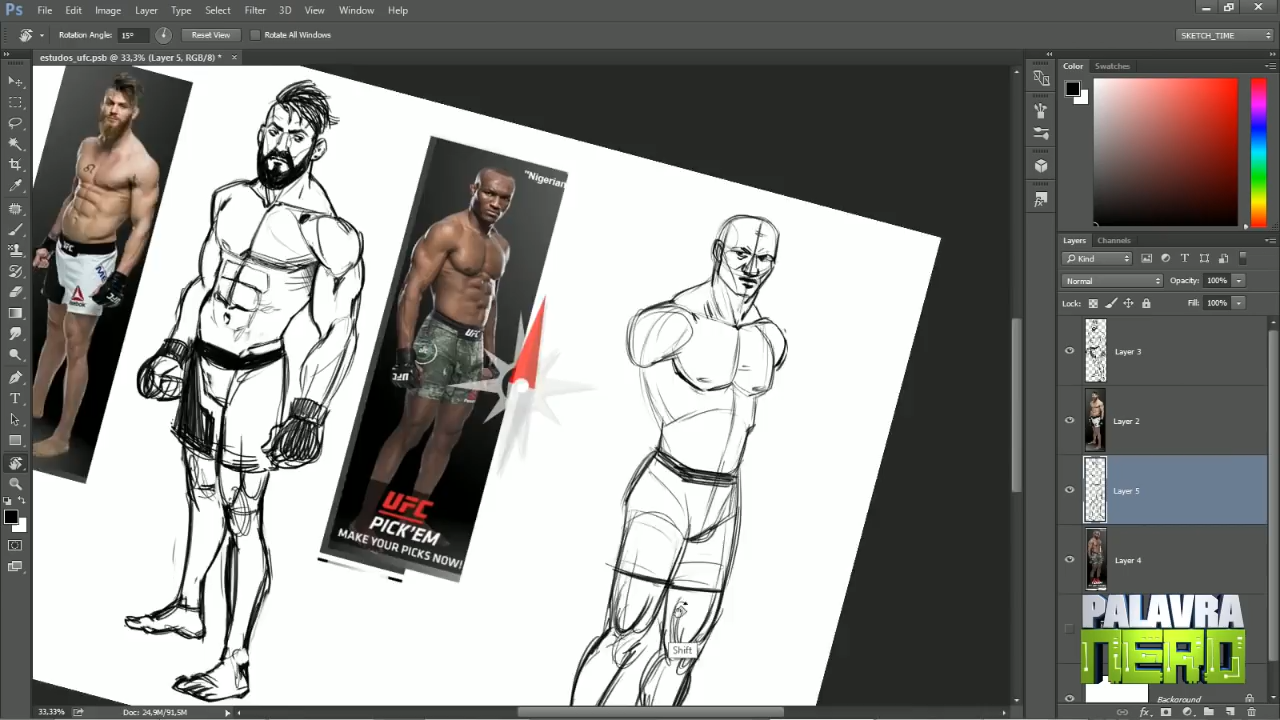 Ps File Edit Image Layer Type Select Filter 3D View Window Help
Rotation Angle: 15° Reset View Rotate All Windows SKETCH_TIME
estudos_ufc.psb @ 33,3% (Layer 5, RGB/8) * ×
Color Swatches
"Nigerian
UFC
UFC
PICK'EM
MAKE YOUR PICKS NOW!
Shift
Layers Channels
Kind
Normal Opacity: 100%
Lock: Fill: 100%
Layer 3
Layer 2
Layer 5
Layer 4
PALAVRA
NERD
Background
33,33% Doc: 24,9M/91,5M